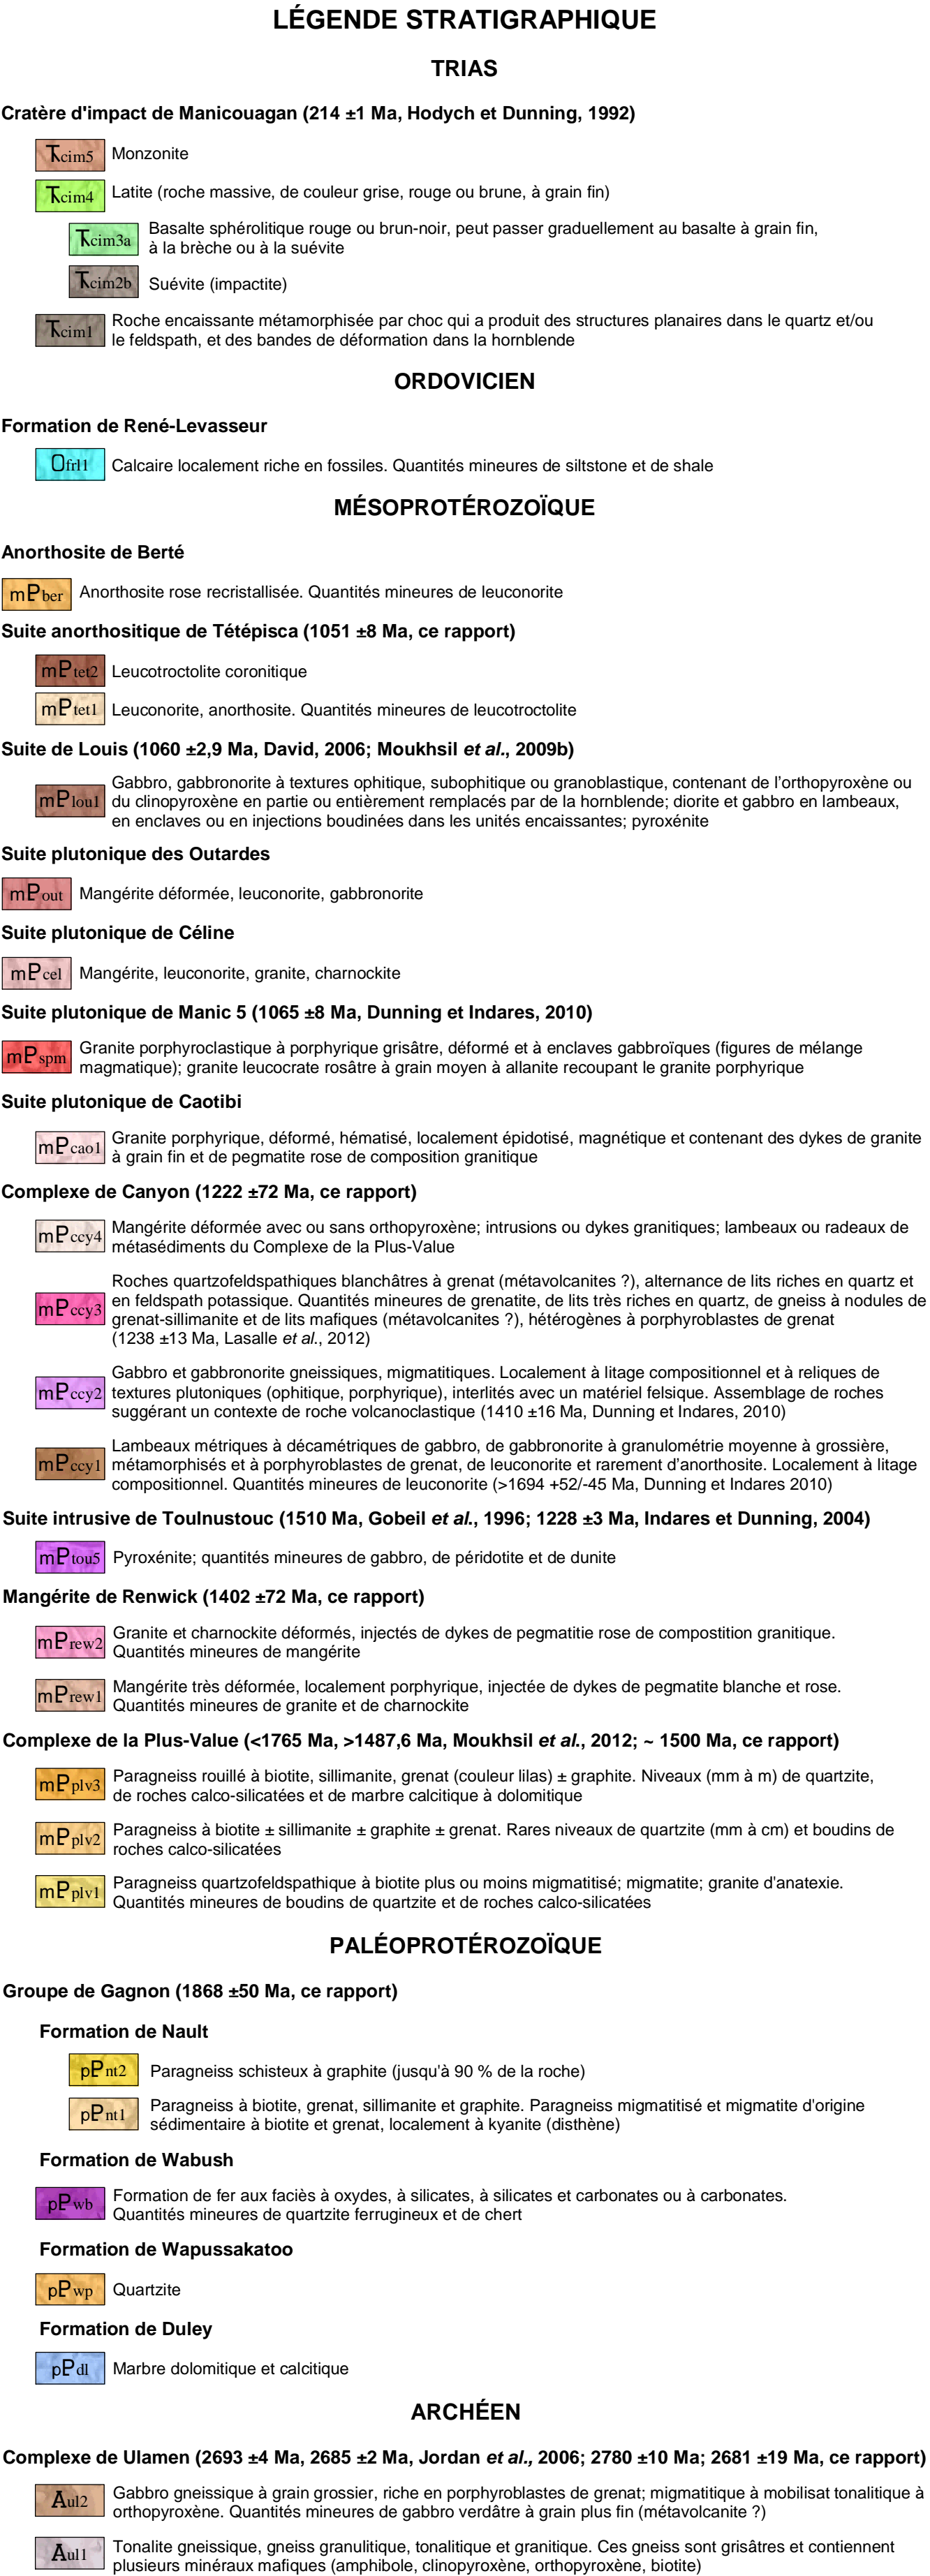 LÉGENDE STRATIGRAPHIQUE
TRIAS
Cratère d'impact de Manicouagan (214 ±1 Ma, Hodych et Dunning, 1992)
Ꞇcim5 Monzonite
Ꞇcim4 Latite (roche massive, de couleur grise, rouge ou brune, à grain fin)
Ꞇcim3a Basalte sphérolitique rouge ou brun-noir, peut passer graduellement au basalte à grain fin,
à la brèche ou à la suévite
Ꞇcim2b Suévite (impactite)
Ꞇcim1 Roche encaissante métamorphisée par choc qui a produit des structures planaires dans le quartz et/ou
le feldspath, et des bandes de déformation dans la hornblende
ORDOVICIEN
Formation de René-Levasseur
Ofrl1 Calcaire localement riche en fossiles. Quantités mineures de siltstone et de shale
MÉSOPROTÉROZOÏQUE
Anorthosite de Berté
mPber Anorthosite rose recristallisée. Quantités mineures de leuconorite
Suite anorthositique de Tétépisca (1051 ±8 Ma, ce rapport)
mPtet2 Leucotroctolite coronitique
mPtet1 Leuconorite, anorthosite. Quantités mineures de leucotroctolite
Suite de Louis (1060 ±2,9 Ma, David, 2006; Moukhsil et al., 2009b)
mPlou1 Gabbro, gabbronorite à textures ophitique, subophitique ou granoblastique, contenant de l'orthopyroxène ou
du clinopyroxène en partie ou entièrement remplacés par de la hornblende; diorite et gabbro en lambeaux,
en enclaves ou en injections boudinées dans les unités encaissantes; pyroxénite
Suite plutonique des Outardes
mPout Mangérite déformée, leuconorite, gabbronorite
Suite plutonique de Céline
mPcel Mangérite, leuconorite, granite, charnockite
Suite plutonique de Manic 5 (1065 ±8 Ma, Dunning et Indares, 2010)
mPspm Granite porphyroclastique à porphyrique grisâtre, déformé et à enclaves gabbroïques (figures de mélange
magmatique); granite leucocrate rosâtre à grain moyen à allanite recoupant le granite porphyrique
Suite plutonique de Caotibi
mPcao1 Granite porphyrique, déformé, hématisé, localement épidotisé, magnétique et contenant des dykes de granite
à grain fin et de pegmatite rose de composition granitique
Complexe de Canyon (1222 ±72 Ma, ce rapport)
mPccy4 Mangérite déformée avec ou sans orthopyroxène; intrusions ou dykes granitiques; lambeaux ou radeaux de
métasédiments du Complexe de la Plus-Value
mPccy3 Roches quartzofeldspathiques blanchâtres à grenat (métavolcanites ?), alternance de lits riches en quartz et
en feldspath potassique. Quantités mineures de grenatite, de lits très riches en quartz, de gneiss à nodules de
grenat-sillimanite et de lits mafiques (métavolcanites ?), hétérogènes à porphyroblastes de grenat
(1238 ±13 Ma, Lasalle et al., 2012)
mPccy2 Gabbro et gabbronorite gneissiques, migmatitiques. Localement à litage compositionnel et à reliques de
textures plutoniques (ophitique, porphyrique), interlités avec un matériel felsique. Assemblage de roches
suggérant un contexte de roche volcanoclastique (1410 ±16 Ma, Dunning et Indares, 2010)
mPccy1 Lambeaux métriques à décamétriques de gabbro, de gabbronorite à granulométrie moyenne à grossière,
métamorphisés et à porphyroblastes de grenat, de leuconorite et rarement d'anorthosite. Localement à litage
compositionnel. Quantités mineures de leuconorite (>1694 +52/-45 Ma, Dunning et Indares 2010)
Suite intrusive de Toulnustouc (1510 Ma, Gobeil et al., 1996; 1228 ±3 Ma, Indares et Dunning, 2004)
mPtou5 Pyroxénite; quantités mineures de gabbro, de péridotite et de dunite
Mangérite de Renwick (1402 ±72 Ma, ce rapport)
mPrew2 Granite et charnockite déformés, injectés de dykes de pegmatitie rose de compostition granitique.
Quantités mineures de mangérite
mPrew1 Mangérite très déformée, localement porphyrique, injectée de dykes de pegmatite blanche et rose.
Quantités mineures de granite et de charnockite
Complexe de la Plus-Value (<1765 Ma, >1487,6 Ma, Moukhsil et al., 2012; ~ 1500 Ma, ce rapport)
mPplv3 Paragneiss rouillé à biotite, sillimanite, grenat (couleur lilas) ± graphite. Niveaux (mm à m) de quartzite,
de roches calco-silicatées et de marbre calcitique à dolomitique
mPplv2 Paragneiss à biotite ± sillimanite ± graphite ± grenat. Rares niveaux de quartzite (mm à cm) et boudins de
roches calco-silicatées
mPplv1 Paragneiss quartzofeldspathique à biotite plus ou moins migmatitisé; migmatite; granite d'anatexie.
Quantités mineures de boudins de quartzite et de roches calco-silicatées
PALÉOPROTÉROZOÏQUE
Groupe de Gagnon (1868 ±50 Ma, ce rapport)
Formation de Nault
pPnt2 Paragneiss schisteux à graphite (jusqu'à 90 % de la roche)
pPnt1 Paragneiss à biotite, grenat, sillimanite et graphite. Paragneiss migmatitisé et migmatite d'origine
sédimentaire à biotite et grenat, localement à kyanite (disthène)
Formation de Wabush
pPwb Formation de fer aux faciès à oxydes, à silicates, à silicates et carbonates ou à carbonates.
Quantités mineures de quartzite ferrugineux et de chert
Formation de Wapussakatoo
pPwp Quartzite
Formation de Duley
pPdl Marbre dolomitique et calcitique
ARCHÉEN
Complexe de Ulamen (2693 ±4 Ma, 2685 ±2 Ma, Jordan et al., 2006; 2780 ±10 Ma; 2681 ±19 Ma, ce rapport)
Aul2 Gabbro gneissique à grain grossier, riche en porphyroblastes de grenat; migmatitique à mobilisat tonalitique à
orthopyroxène. Quantités mineures de gabbro verdâtre à grain plus fin (métavolcanite ?)
Aul1 Tonalite gneissique, gneiss granulitique, tonalitique et granitique. Ces gneiss sont grisâtres et contiennent
plusieurs minéraux mafiques (amphibole, clinopyroxène, orthopyroxène, biotite)